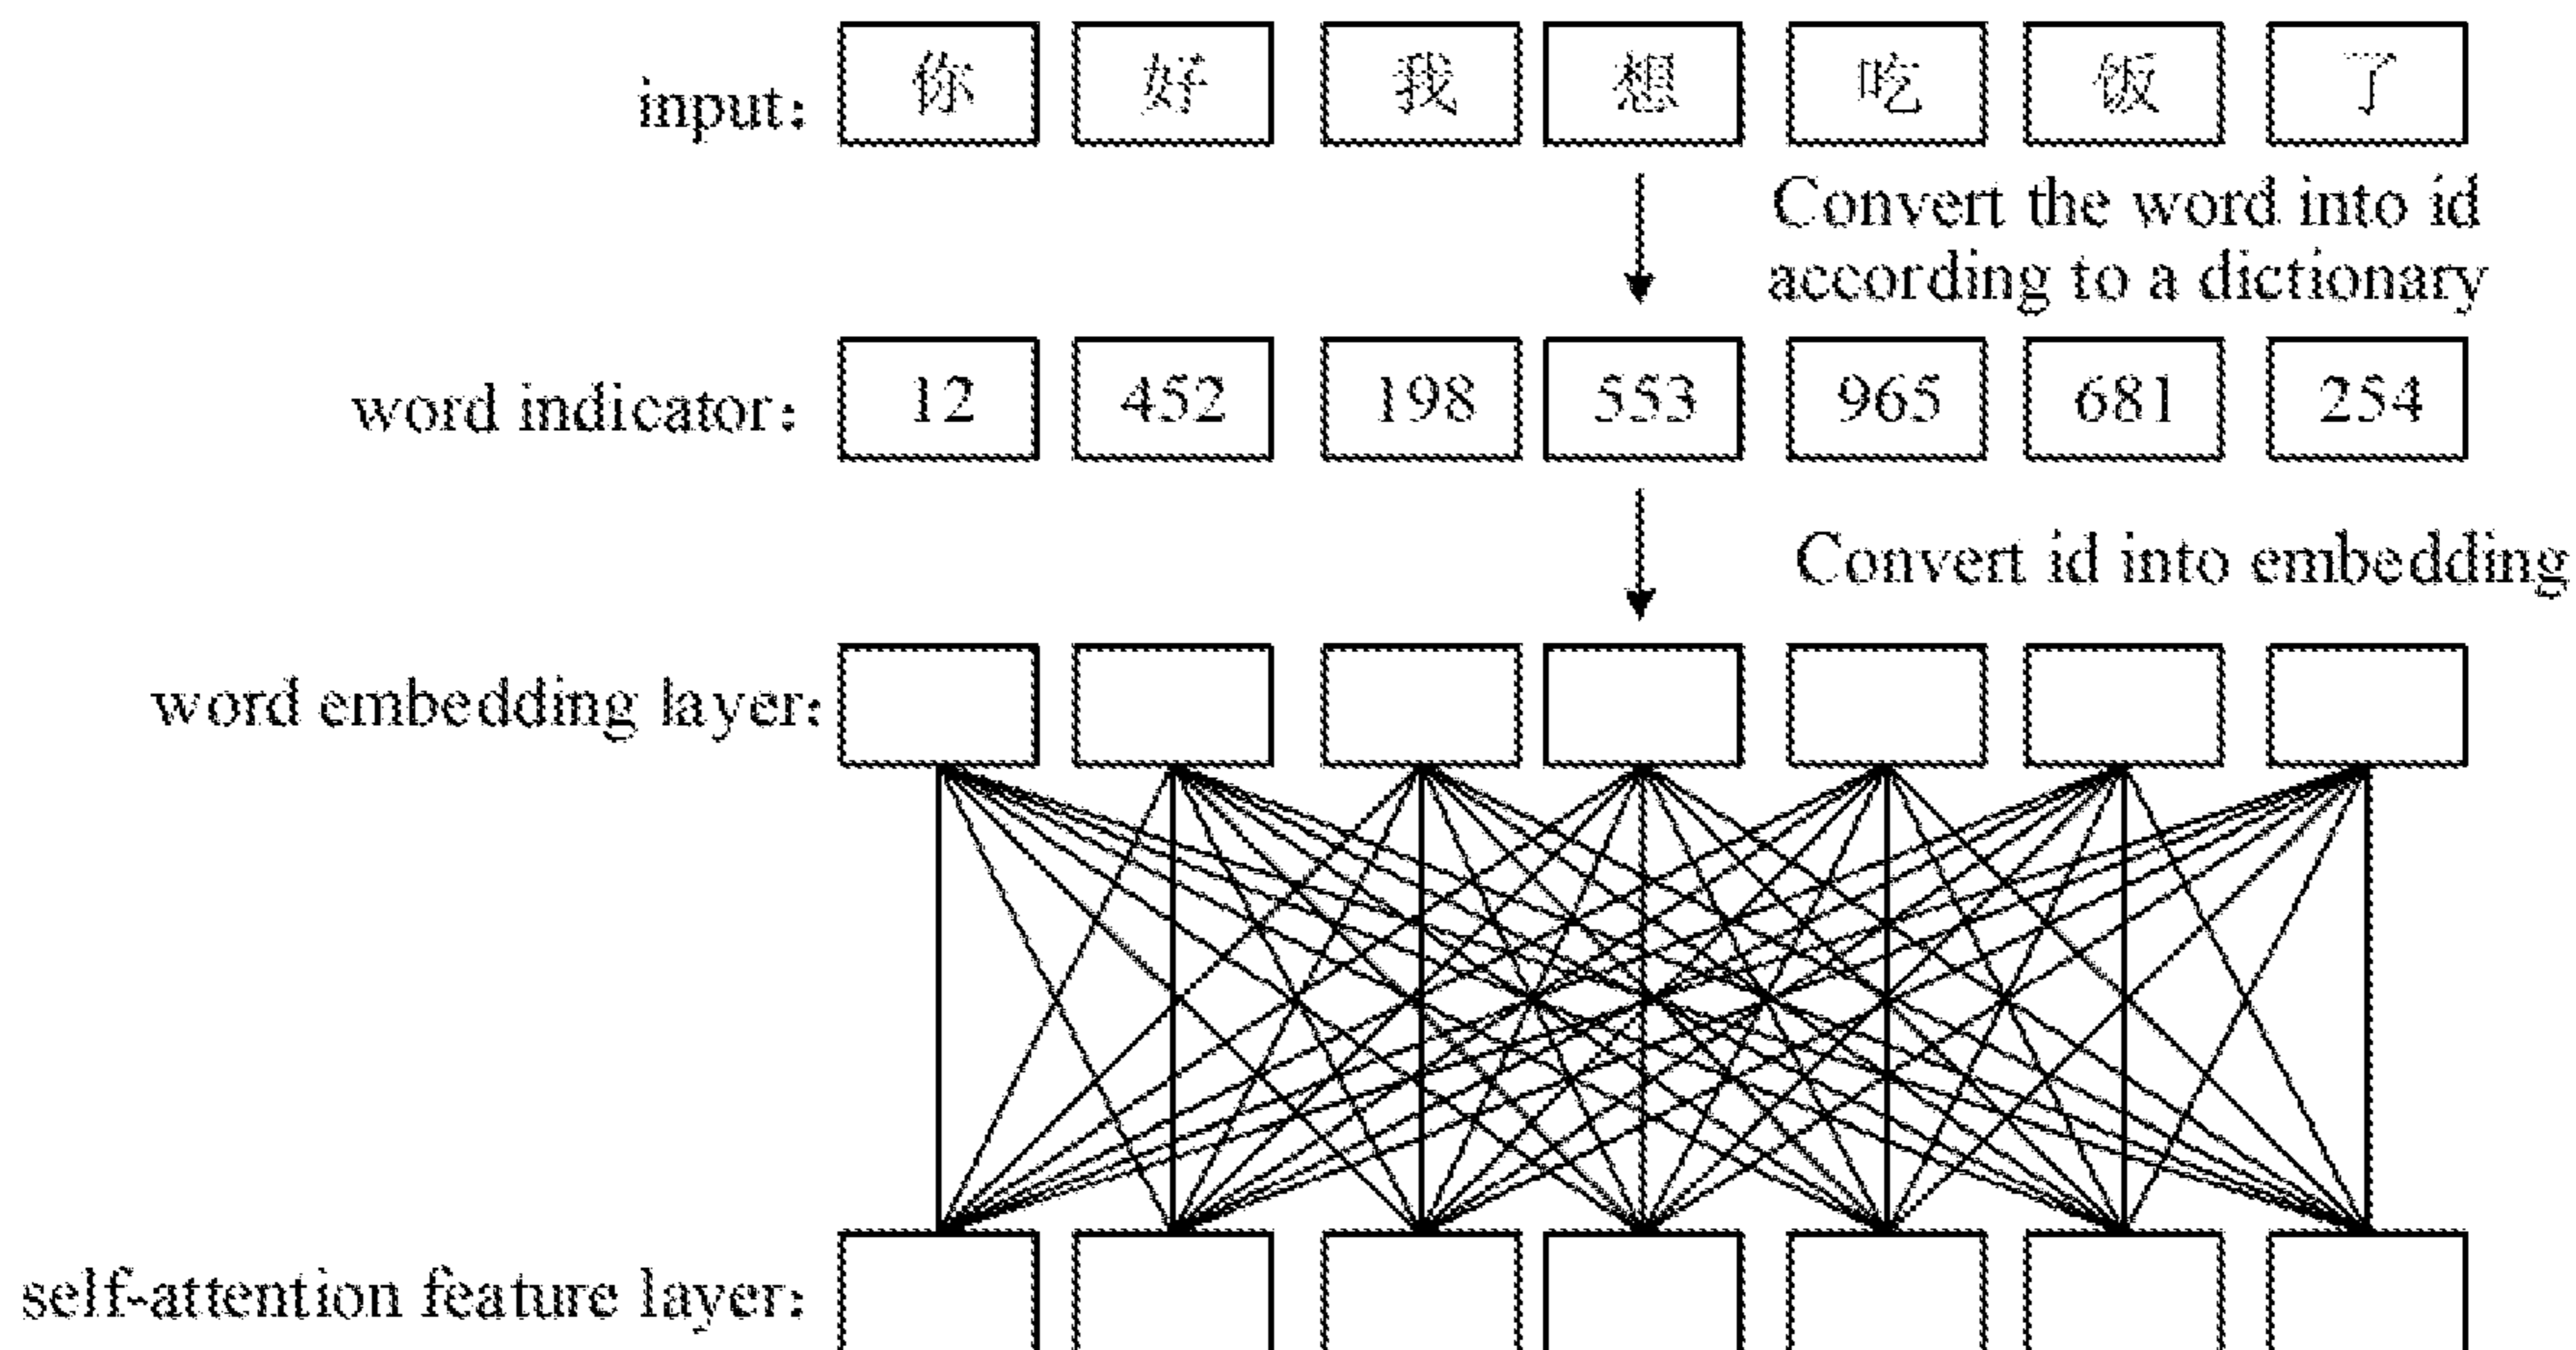 input: 你 好 我 想 吃 饭 了
Convert the word into id
according to a dictionary
word indicator: 12 452 198 553 965 681 254
Convert id into embedding
word embedding layer:
self-attention feature layer: